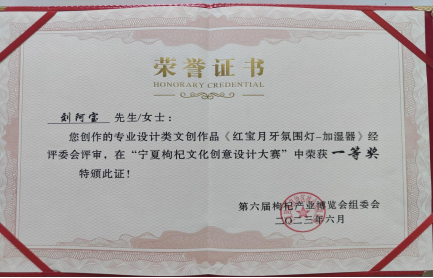 荣誉证书
HONORARY CREDENTIAL
刘阿宝 先生/女士：
您创作的专业设计类文创作品《红宝月牙氛围灯-加湿器》经
评委会评审，在“宁夏枸杞文化创意设计大赛”中荣获 一等奖
特颁此证！
第六届枸杞产业博览会组委会
二〇二三年六月